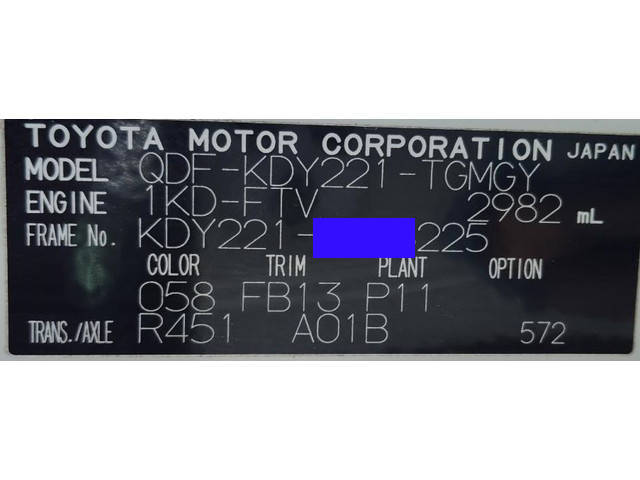 TOYOTA MOTOR CORPORATION JAPAN
MODEL QDF-KDY221-TGMGY
ENGINE 1KD-FTV 2982 mL
FRAME No. KDY221- 225
COLOR TRIM PLANT OPTION
058 FB13 P11
TRANS./AXLE R451 A01B 572